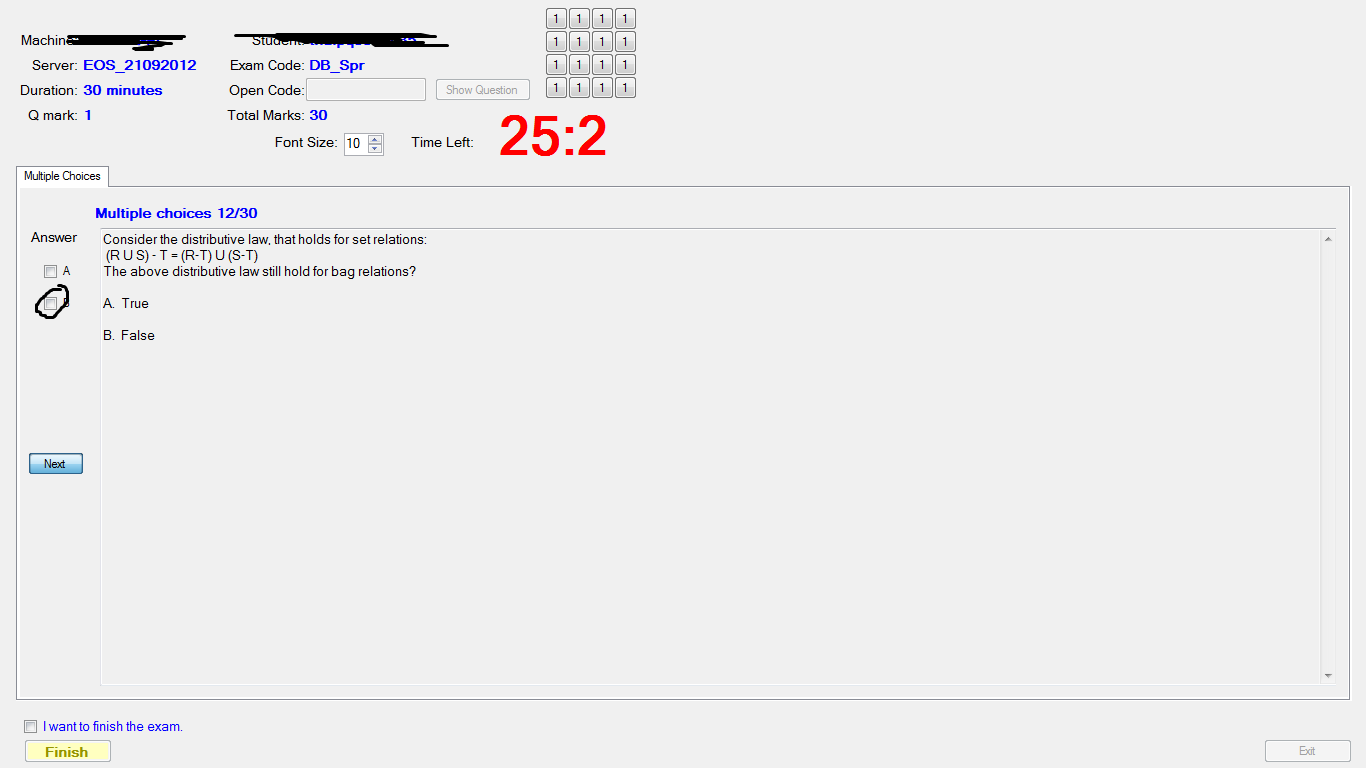 1 1 1 1
Machine
Student:
1 1 1 1
Server: EOS_21092012 Exam Code: DB_Spr
1 1 1 1
Duration: 30 minutes Open Code: Show Question
1 1 1 1
Q mark: 1 Total Marks: 30
Font Size: 10 Time Left: 25:2
Multiple Choices
Multiple choices 12/30
Answer
Consider the distributive law, that holds for set relations:
(R U S) - T = (R-T) U (S-T)
A The above distributive law still hold for bag relations?
A. True
B. False
Next
I want to finish the exam.
Finish
Exit